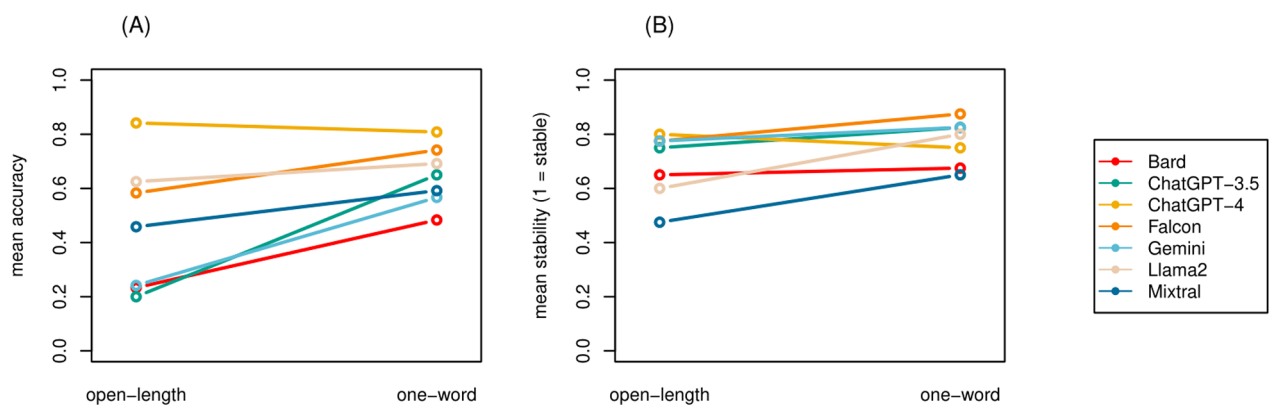 (A)
(B)
mean accuracy
1.0
0.8
0.6
0.4
0.2
0.0
open−length
one−word
mean stability (1 = stable)
1.0
0.8
0.6
0.4
0.2
0.0
open−length
one−word
Bard
ChatGPT−3.5
ChatGPT−4
Falcon
Gemini
Llama2
Mixtral